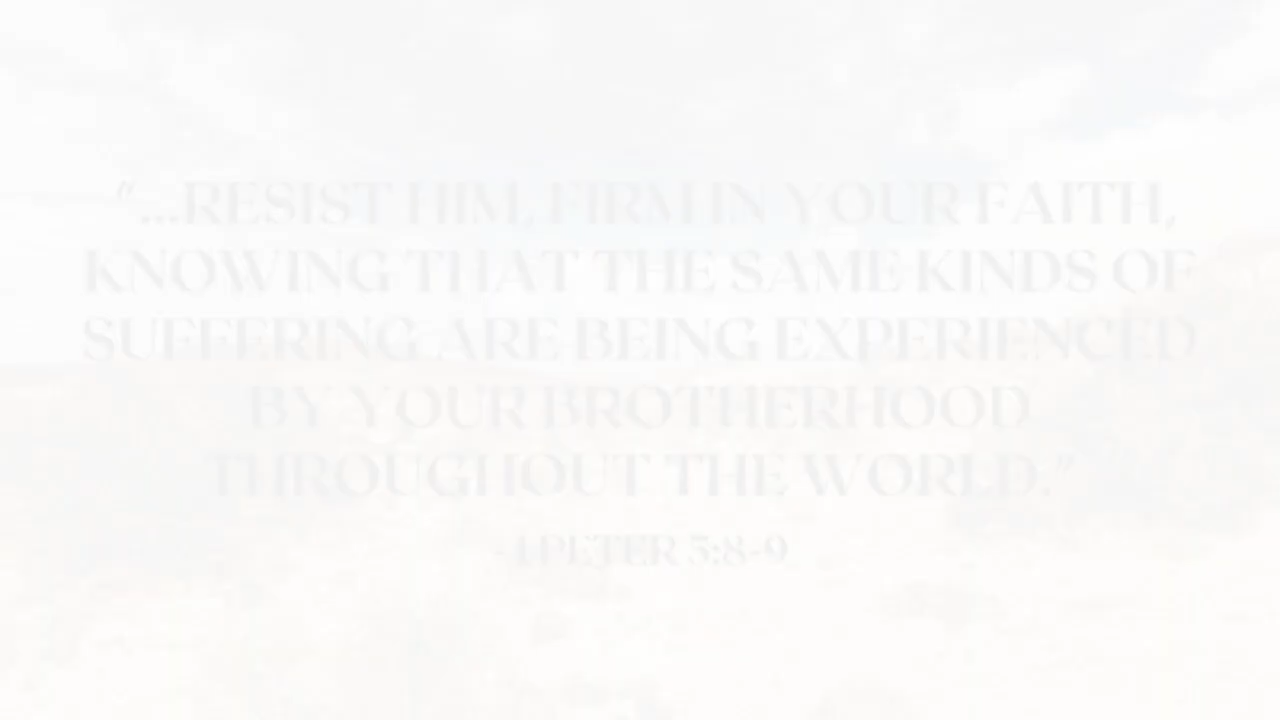 "...RESIST HIM, FIRM IN YOUR FAITH,
KNOWING THAT THE SAME KINDS OF
SUFFERING ARE BEING EXPERIENCED
BY YOUR BROTHERHOOD
THROUGHOUT THE WORLD."
- 1 PETER 5:8-9